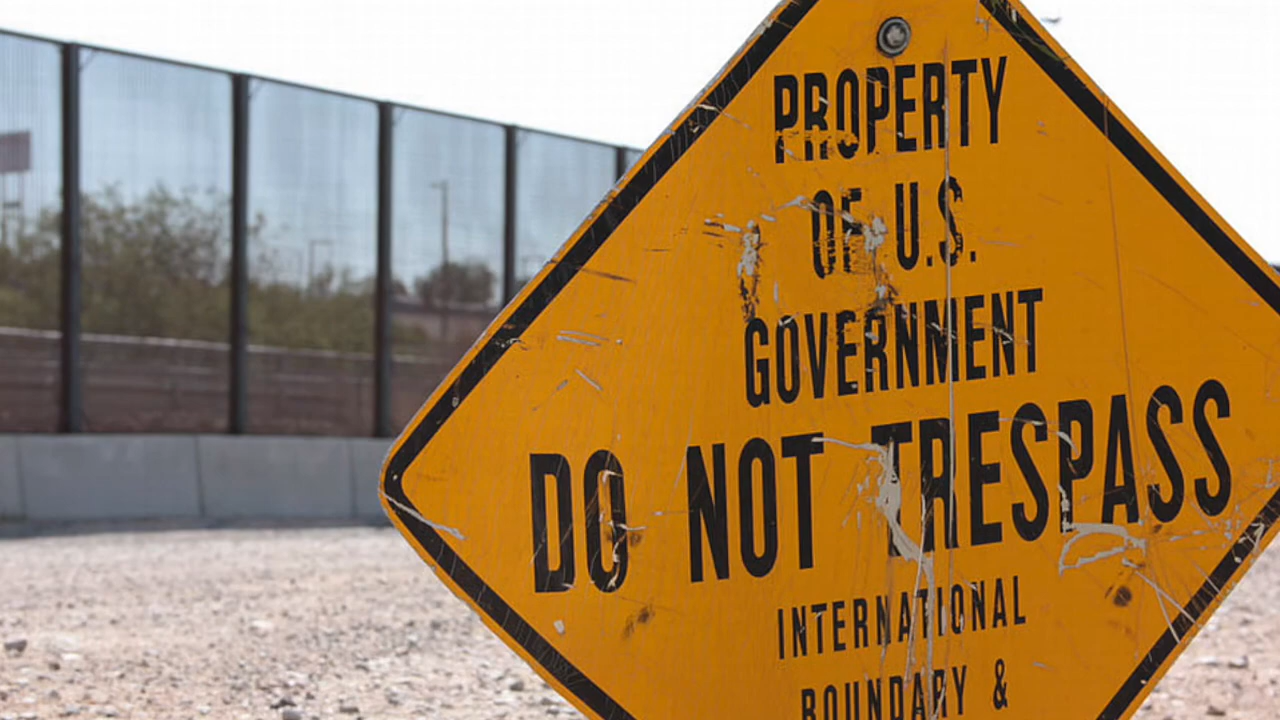 PROPERTY
OF U.S.
GOVERNMENT
DO NOT TRESPASS
INTERNATIONAL
BOUNDARY &